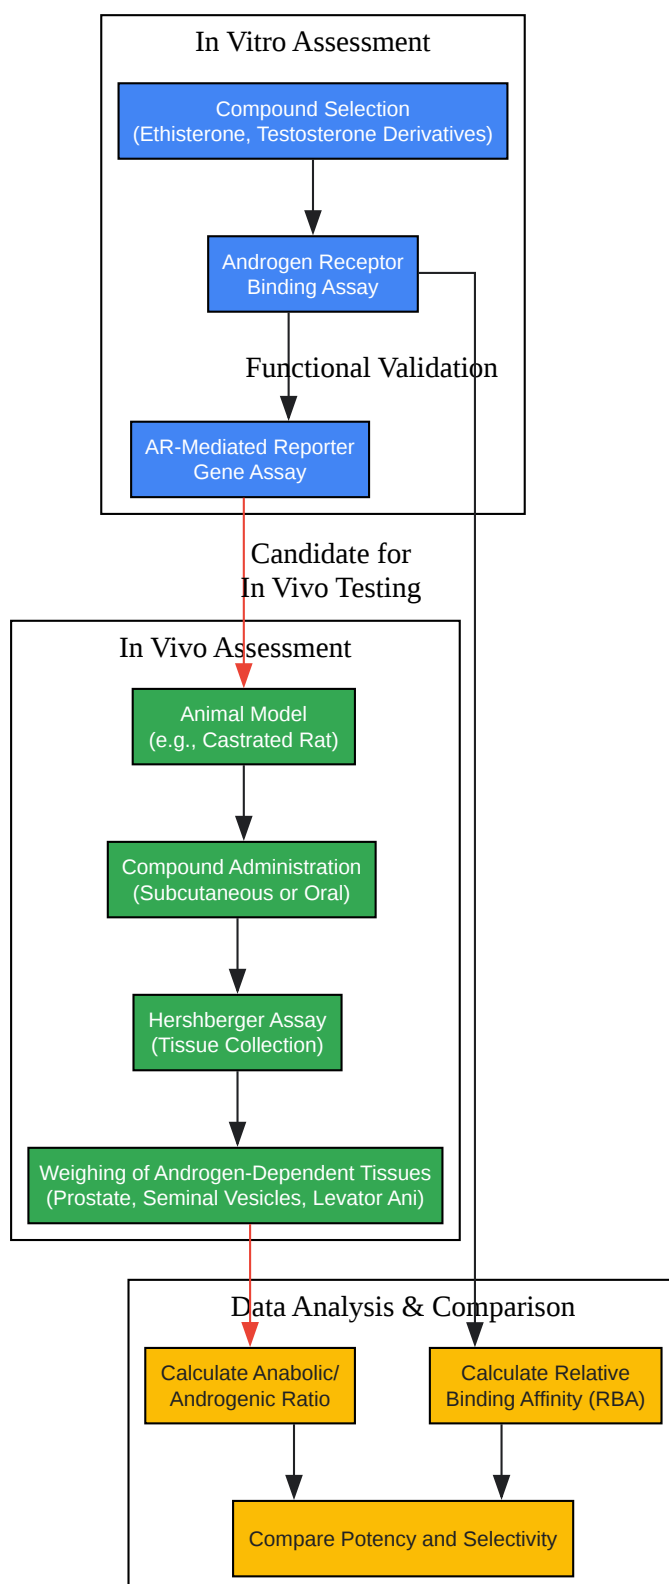 In Vitro Assessment
Compound Selection
(Ethisterone, Testosterone Derivatives)
Androgen Receptor
Binding Assay
Functional Validation
AR-Mediated Reporter
Gene Assay
Candidate for
In Vivo Testing
In Vivo Assessment
Animal Model
(e.g., Castrated Rat)
Compound Administration
(Subcutaneous or Oral)
Hershberger Assay
(Tissue Collection)
Weighing of Androgen-Dependent Tissues
(Prostate, Seminal Vesicles, Levator Ani)
Data Analysis & Comparison
Calculate Anabolic/
Androgenic Ratio
Calculate Relative
Binding Affinity (RBA)
Compare Potency and Selectivity